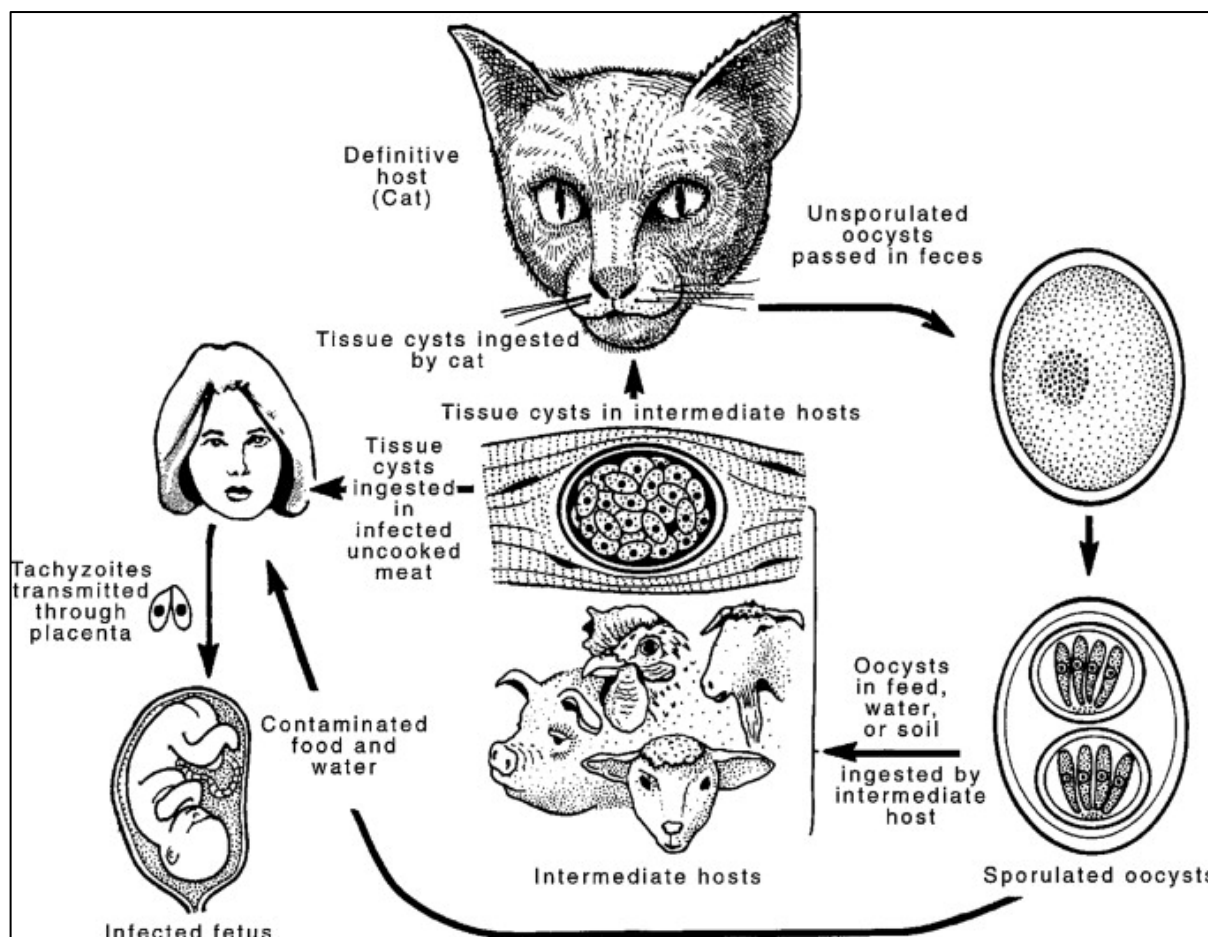 Definitive
host
(Cat)
Unsporulated
oocysts
passed in feces
Tissue cysts ingested
by cat
Tissue cysts in intermediate hosts
Tissue
cysts
ingested
in
infected
uncooked
meat
Tachyzoites
transmitted
through
placenta
Contaminated
food and
water
Oocysts
in feed,
water,
or soil
ingested by
intermediate
host
Intermediate hosts
Sporulated oocysts
Infected fetus